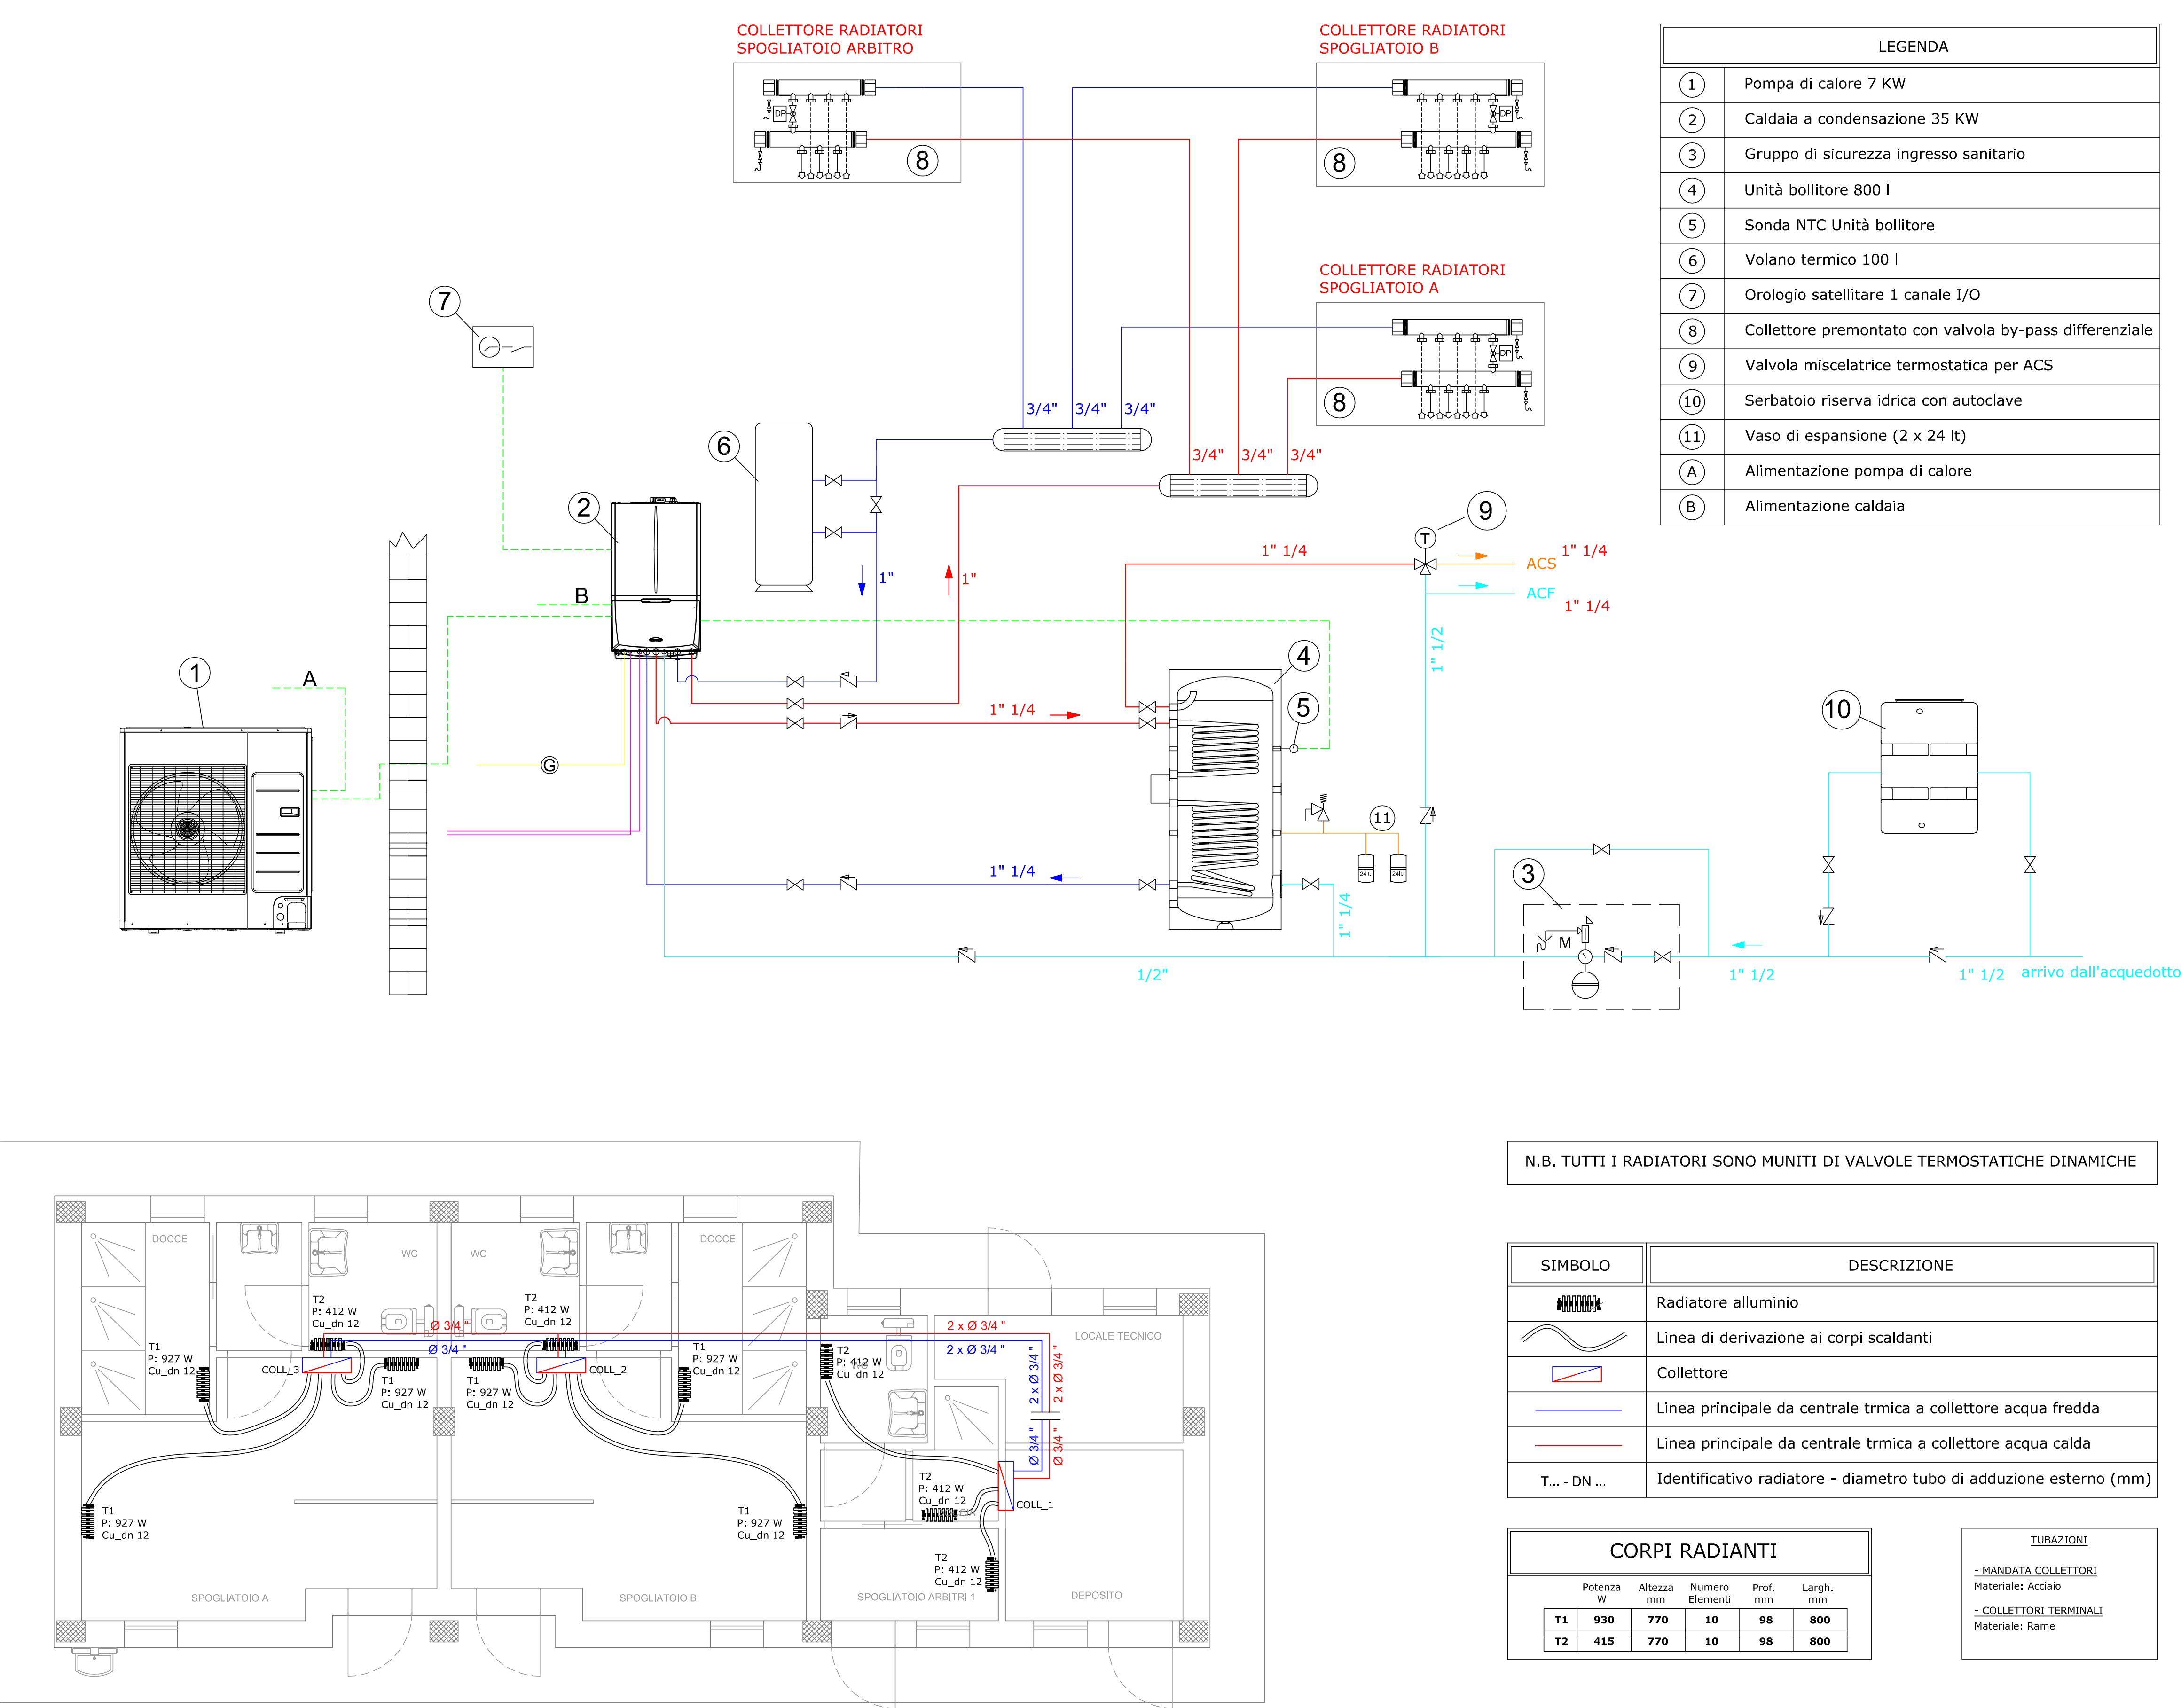 COLLETTORE RADIATORI
SPOGLIATOIO ARBITRO
DP
8
COLLETTORE RADIATORI
SPOGLIATOIO B
DP
8
COLLETTORE RADIATORI
SPOGLIATOIO A
DP
8
LEGENDA
1 Pompa di calore 7 KW
2 Caldaia a condensazione 35 KW
3 Gruppo di sicurezza ingresso sanitario
4 Unità bollitore 800 l
5 Sonda NTC Unità bollitore
6 Volano termico 100 l
7 Orologio satellitare 1 canale I/O
8 Collettore premontato con valvola by-pass differenziale
9 Valvola miscelatrice termostatica per ACS
10 Serbatoio riserva idrica con autoclave
11 Vaso di espansione (2 x 24 lt)
A Alimentazione pompa di calore
B Alimentazione caldaia
7
3/4" 3/4" 3/4"
6
3/4" 3/4" 3/4"
2
9
T
1" 1/4
ACS 1" 1/4
ACF
1" 1/4
1"
1"
B
1" 1/2
4
1
A
5
10
1" 1/4
G
11
24lt.
24lt.
1" 1/4
3
1" 1/4
M
1/2"
1" 1/2
1" 1/2
arrivo dall'acquedotto
N.B. TUTTI I RADIATORI SONO MUNITI DI VALVOLE TERMOSTATICHE DINAMICHE
DOCCE
WC
WC
DOCCE
T2
P: 412 W
Cu_dn 12
T2
P: 412 W
Cu_dn 12
Ø 3/4 "
Ø 3/4 "
2 x Ø 3/4 "
2 x Ø 3/4 "
LOCALE TECNICO
T1
P: 927 W
Cu_dn 12
COLL_3
T1
P: 927 W
Cu_dn 12
T1
P: 927 W
Cu_dn 12
COLL_2
T1
P: 927 W
Cu_dn 12
T2
P: 412 W
Cu_dn 12
WC
2 x Ø 3/4 "
2 x Ø 3/4 "
Ø 3/4 "
Ø 3/4 "
T2
P: 412 W
Cu_dn 12
COLL_1
T1
P: 927 W
Cu_dn 12
T1
P: 927 W
Cu_dn 12
T2
P: 412 W
Cu_dn 12
SPOGLIATOIO A
SPOGLIATOIO B
SPOGLIATOIO ARBITRI 1
DEPOSITO
SIMBOLO DESCRIZIONE
Radiatore alluminio
Linea di derivazione ai corpi scaldanti
Collettore
Linea principale da centrale trmica a collettore acqua fredda
Linea principale da centrale trmica a collettore acqua calda
T... - DN ... Identificativo radiatore - diametro tubo di adduzione esterno (mm)
CORPI RADIANTI
Potenza Altezza Numero Prof. Largh.
W mm Elementi mm mm
T1 930 770 10 98 800
T2 415 770 10 98 800
TUBAZIONI
- MANDATA COLLETTORI
Materiale: Acciaio
- COLLETTORI TERMINALI
Materiale: Rame